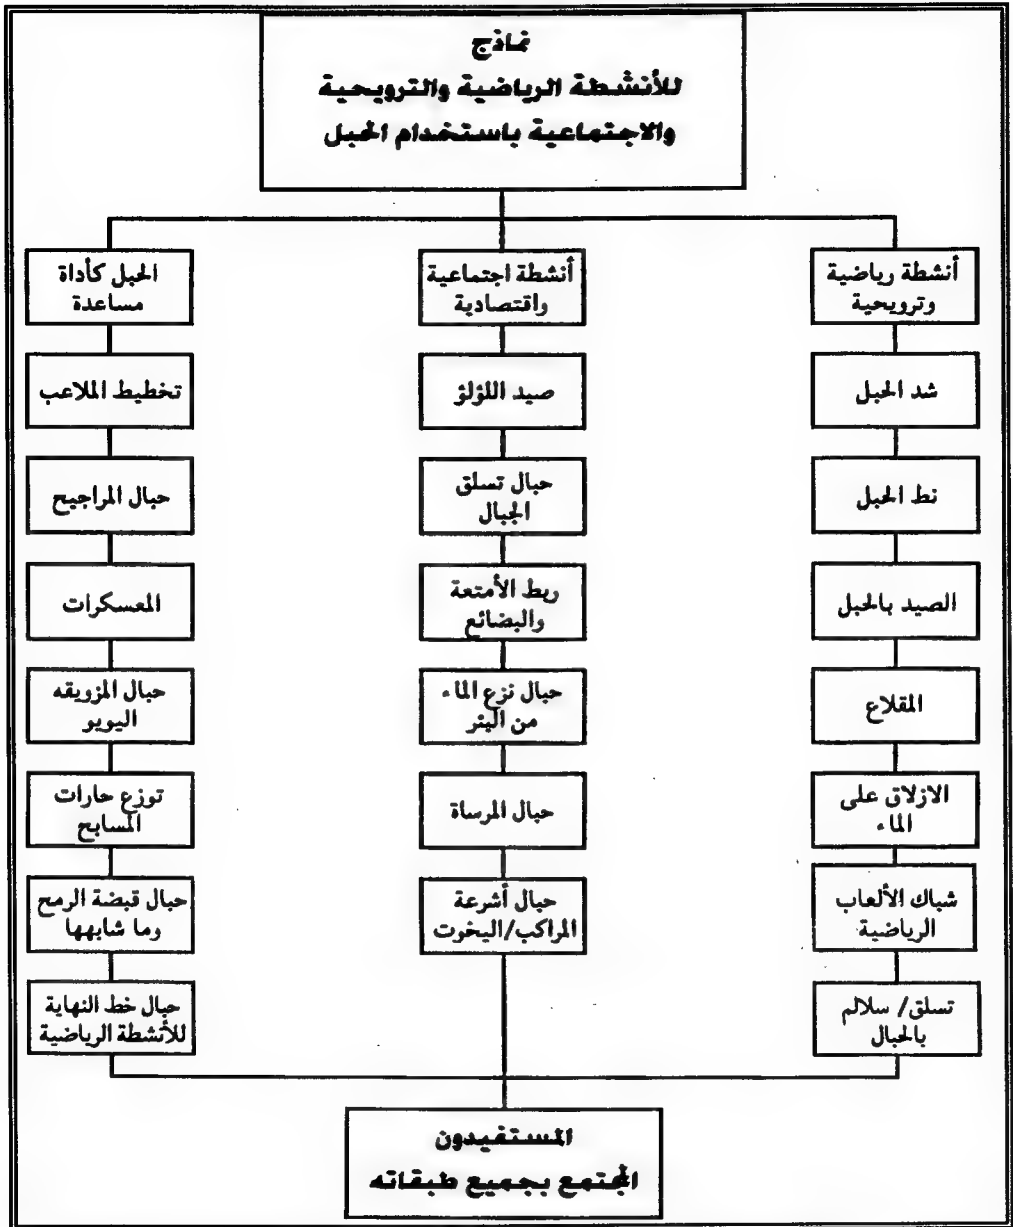 نماذج
للأنشطة الرياضية والترويحية
والاجتماعية باستخدام الحبل
أنشطة رياضية
وترويحية
شد الحبل
نط الحبل
الصيد بالحبل
المقلاع
الازلاق على
الماء
شباك الألعاب
الرياضية
تسلق/ سلالم
بالحبال
أنشطة اجتماعية
واقتصادية
صيد اللؤلؤ
حبال تسلق
الجبال
ربط الأمتعة
والبضائع
حبال نزع الماء
من البئر
حبال المرساة
حبال أشرعة
المراكب/اليخوت
الحبل كأداة
مساعدة
تخطيط الملاعب
حبال المراجيح
المعسكرات
حبال المزويقه
اليويو
توزع حارات
المسابح
حبال قبضة الرمح
وما شابهها
حبال خط النهاية
للأنشطة الرياضية
المستفيدون
المجتمع بجميع طبقاته